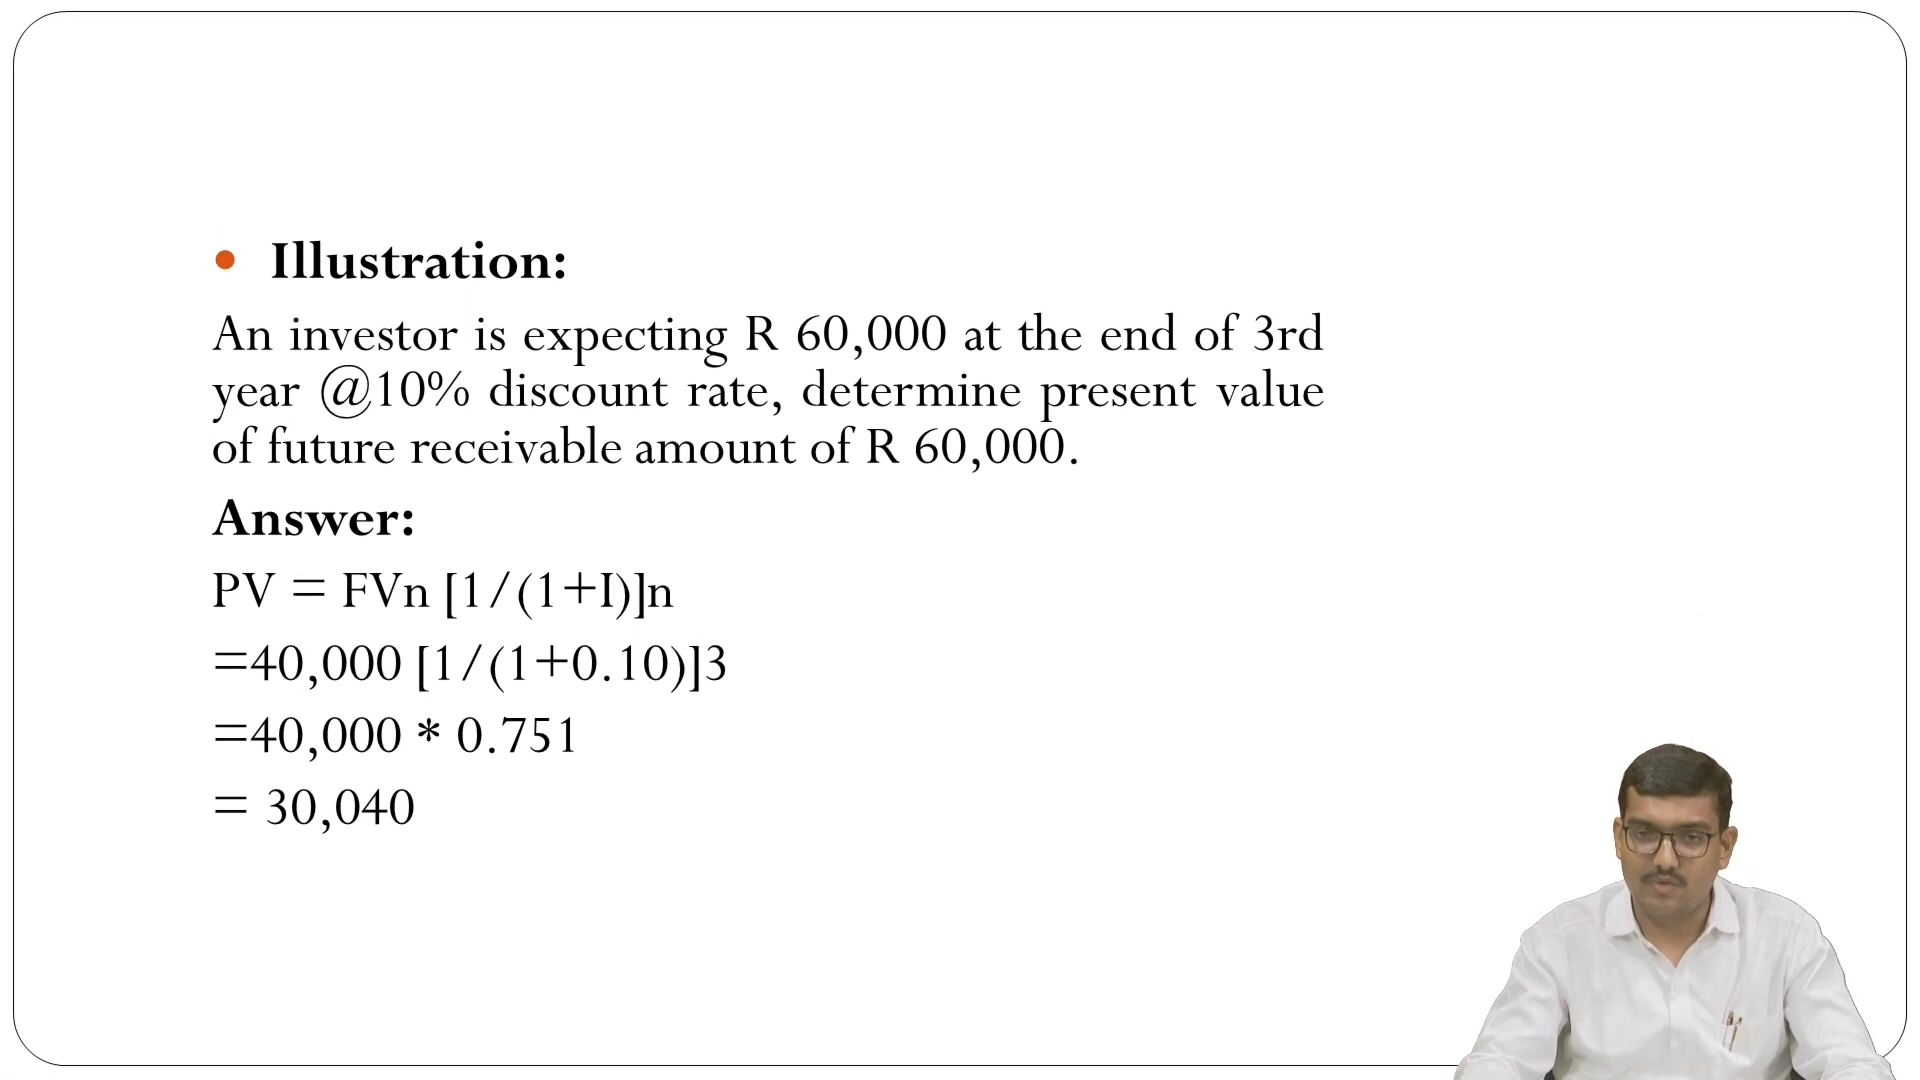 Illustration:
An investor is expecting R 60,000 at the end of 3rd
year @10% discount rate, determine present value
of future receivable amount of R 60,000.
Answer:
PV = FVn [1/(1+I)]n
=40,000 [1/(1+0.10)]3
=40,000 * 0.751
= 30,040